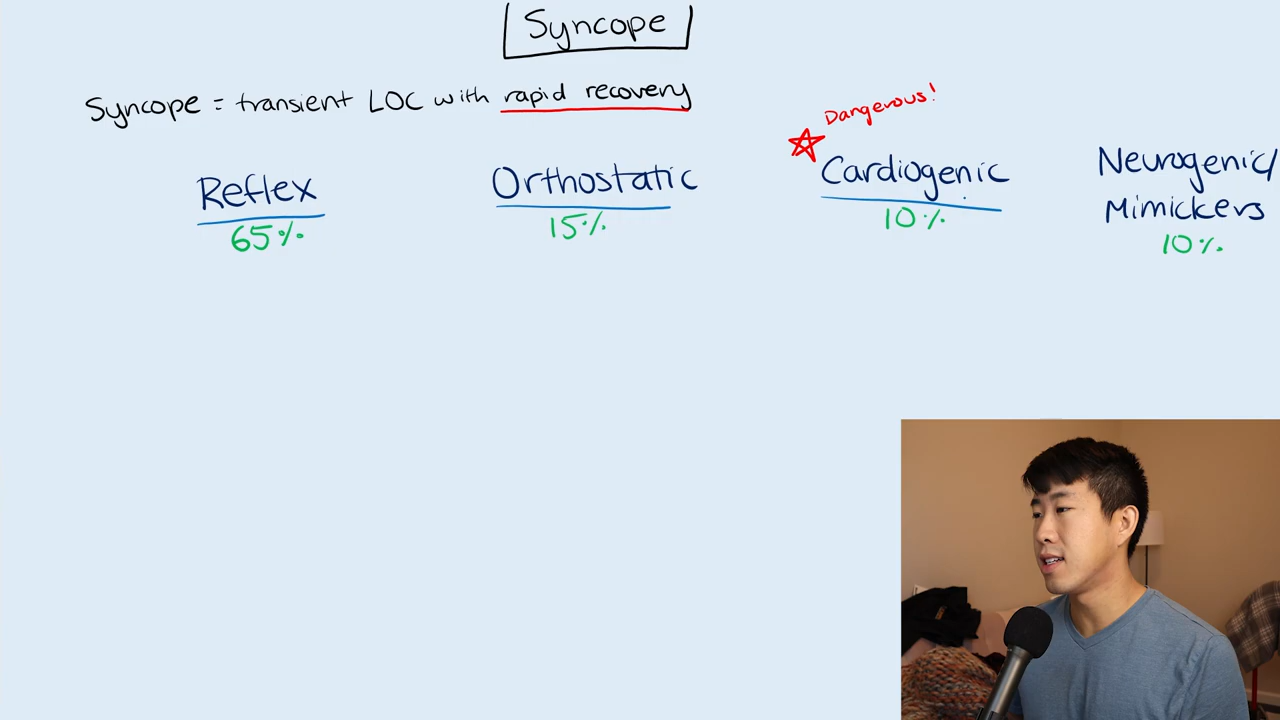 Syncope
Syncope = transient LOC with rapid recovery
Dangerous!
Reflex
65%
Orthostatic
15%
Cardiogenic
10%
Neurogenic/
Mimickers
10%